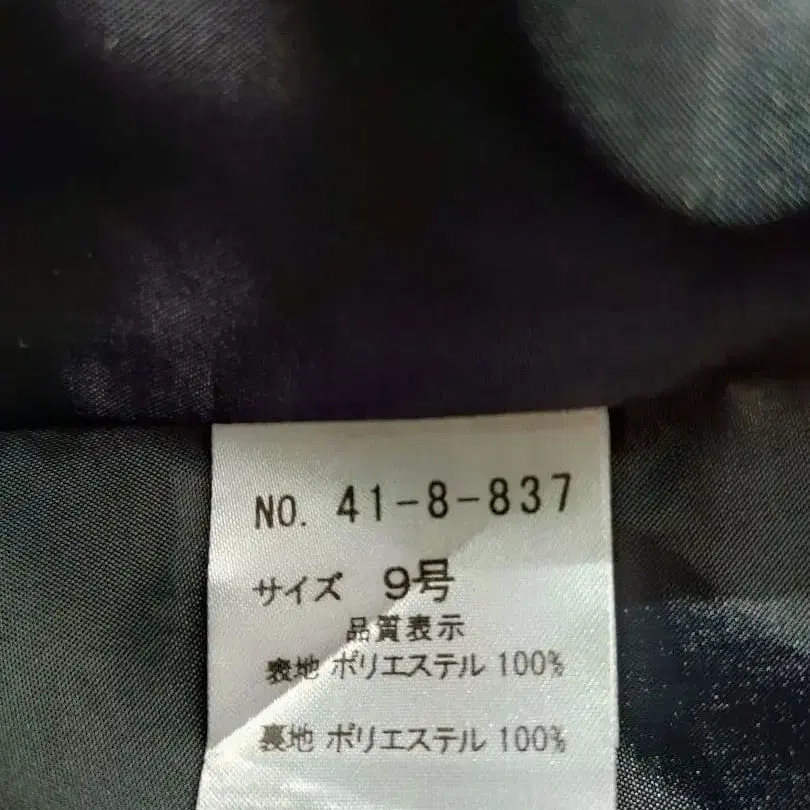 NO. 41-8-837
サイズ 9号
品質表示
表地 ポリエステル 100%
裏地 ポリエステル 100%